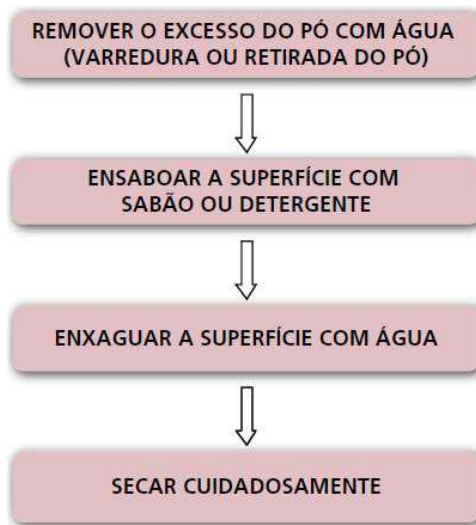 REMOVER O EXCESSO DO PÓ COM ÁGUA
(VARREDURA OU RETIRADA DO PÓ)
ENSABOAR A SUPERFÍCIE COM
SABÃO OU DETERGENTE
ENXAGUAR A SUPERFÍCIE COM ÁGUA
SECAR CUIDADOSAMENTE